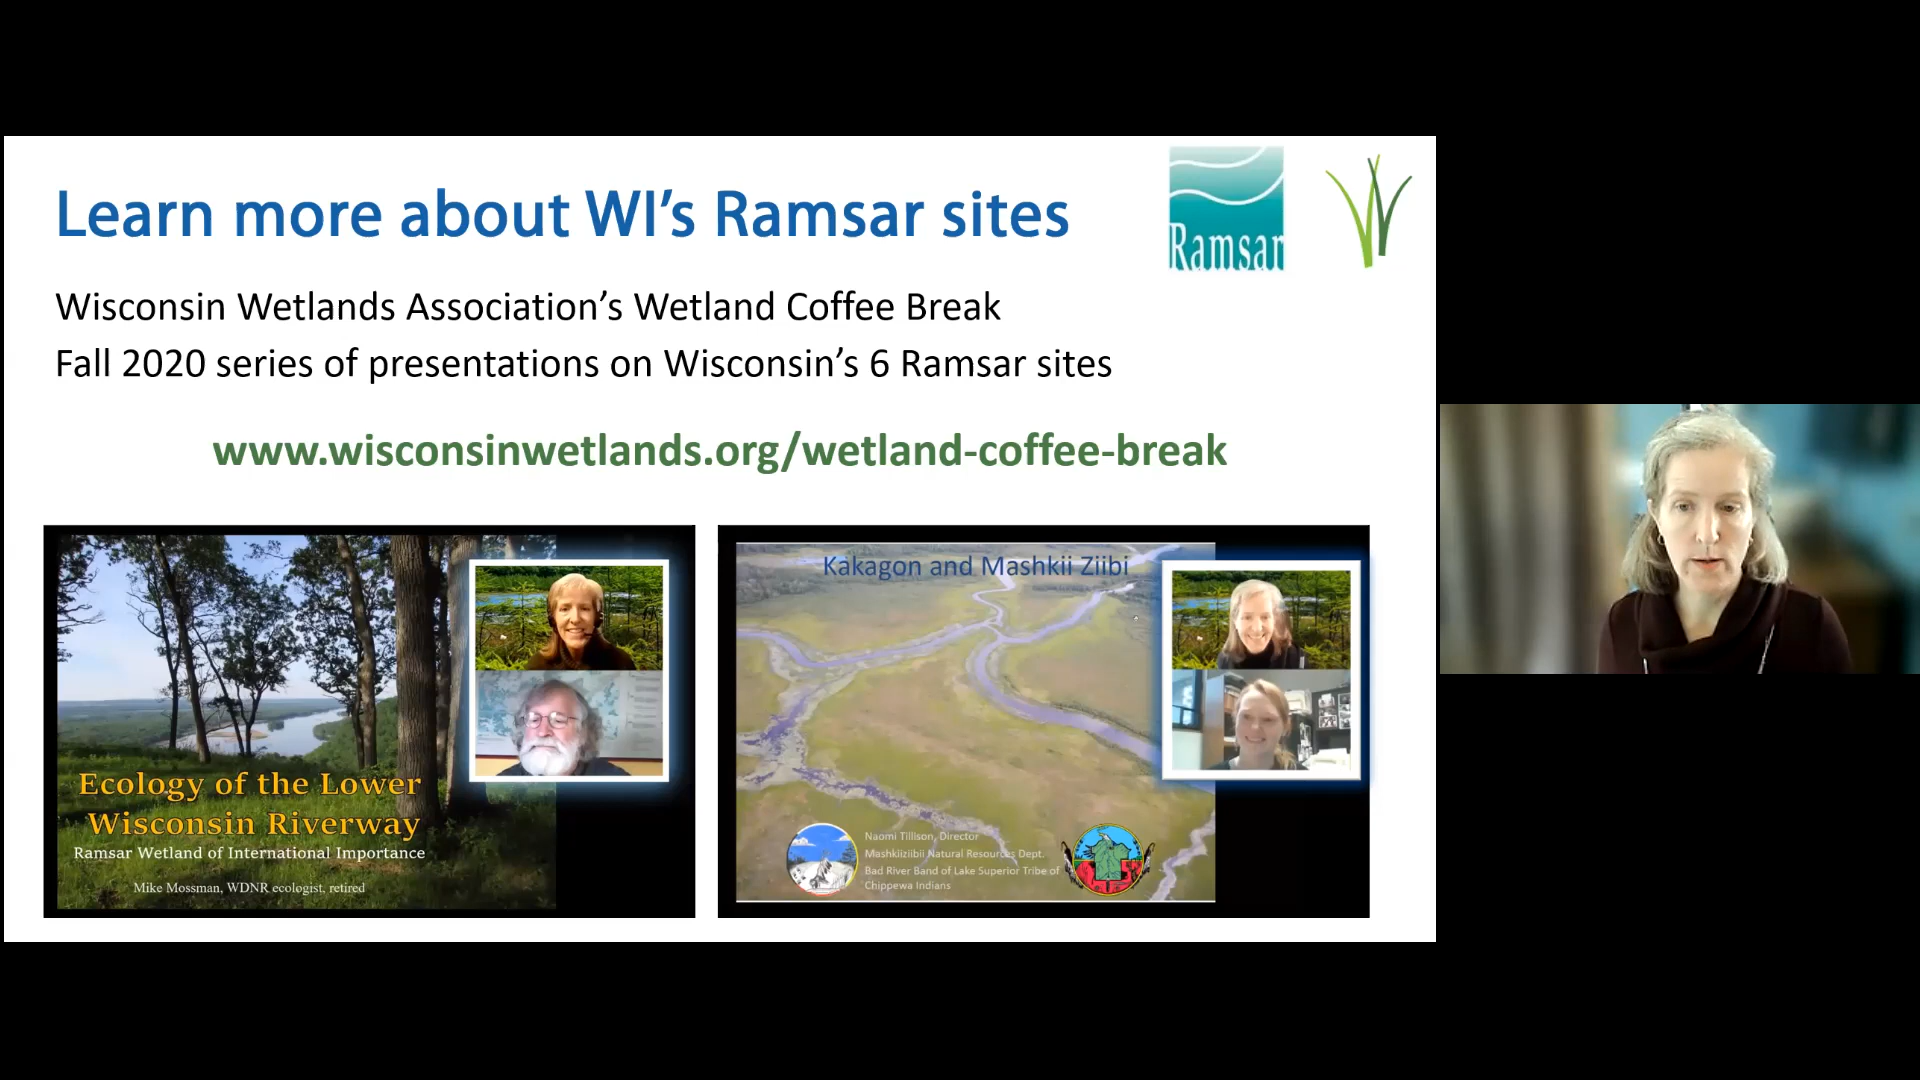 Learn more about WI’s Ramsar sites
Ramsar
Wisconsin Wetlands Association’s Wetland Coffee Break
Fall 2020 series of presentations on Wisconsin’s 6 Ramsar sites
www.wisconsinwetlands.org/wetland-coffee-break
Ecology of the Lower
Wisconsin Riverway
Ramsar Wetland of International Importance
Mike Mossman, WDNR ecologist, retired
Kakagon and Mashkii Ziibi
Naomi Tillison, Director
Mashkiiziibii Natural Resources Dept.
Bad River Band of Lake Superior Tribe of
Chippewa Indians